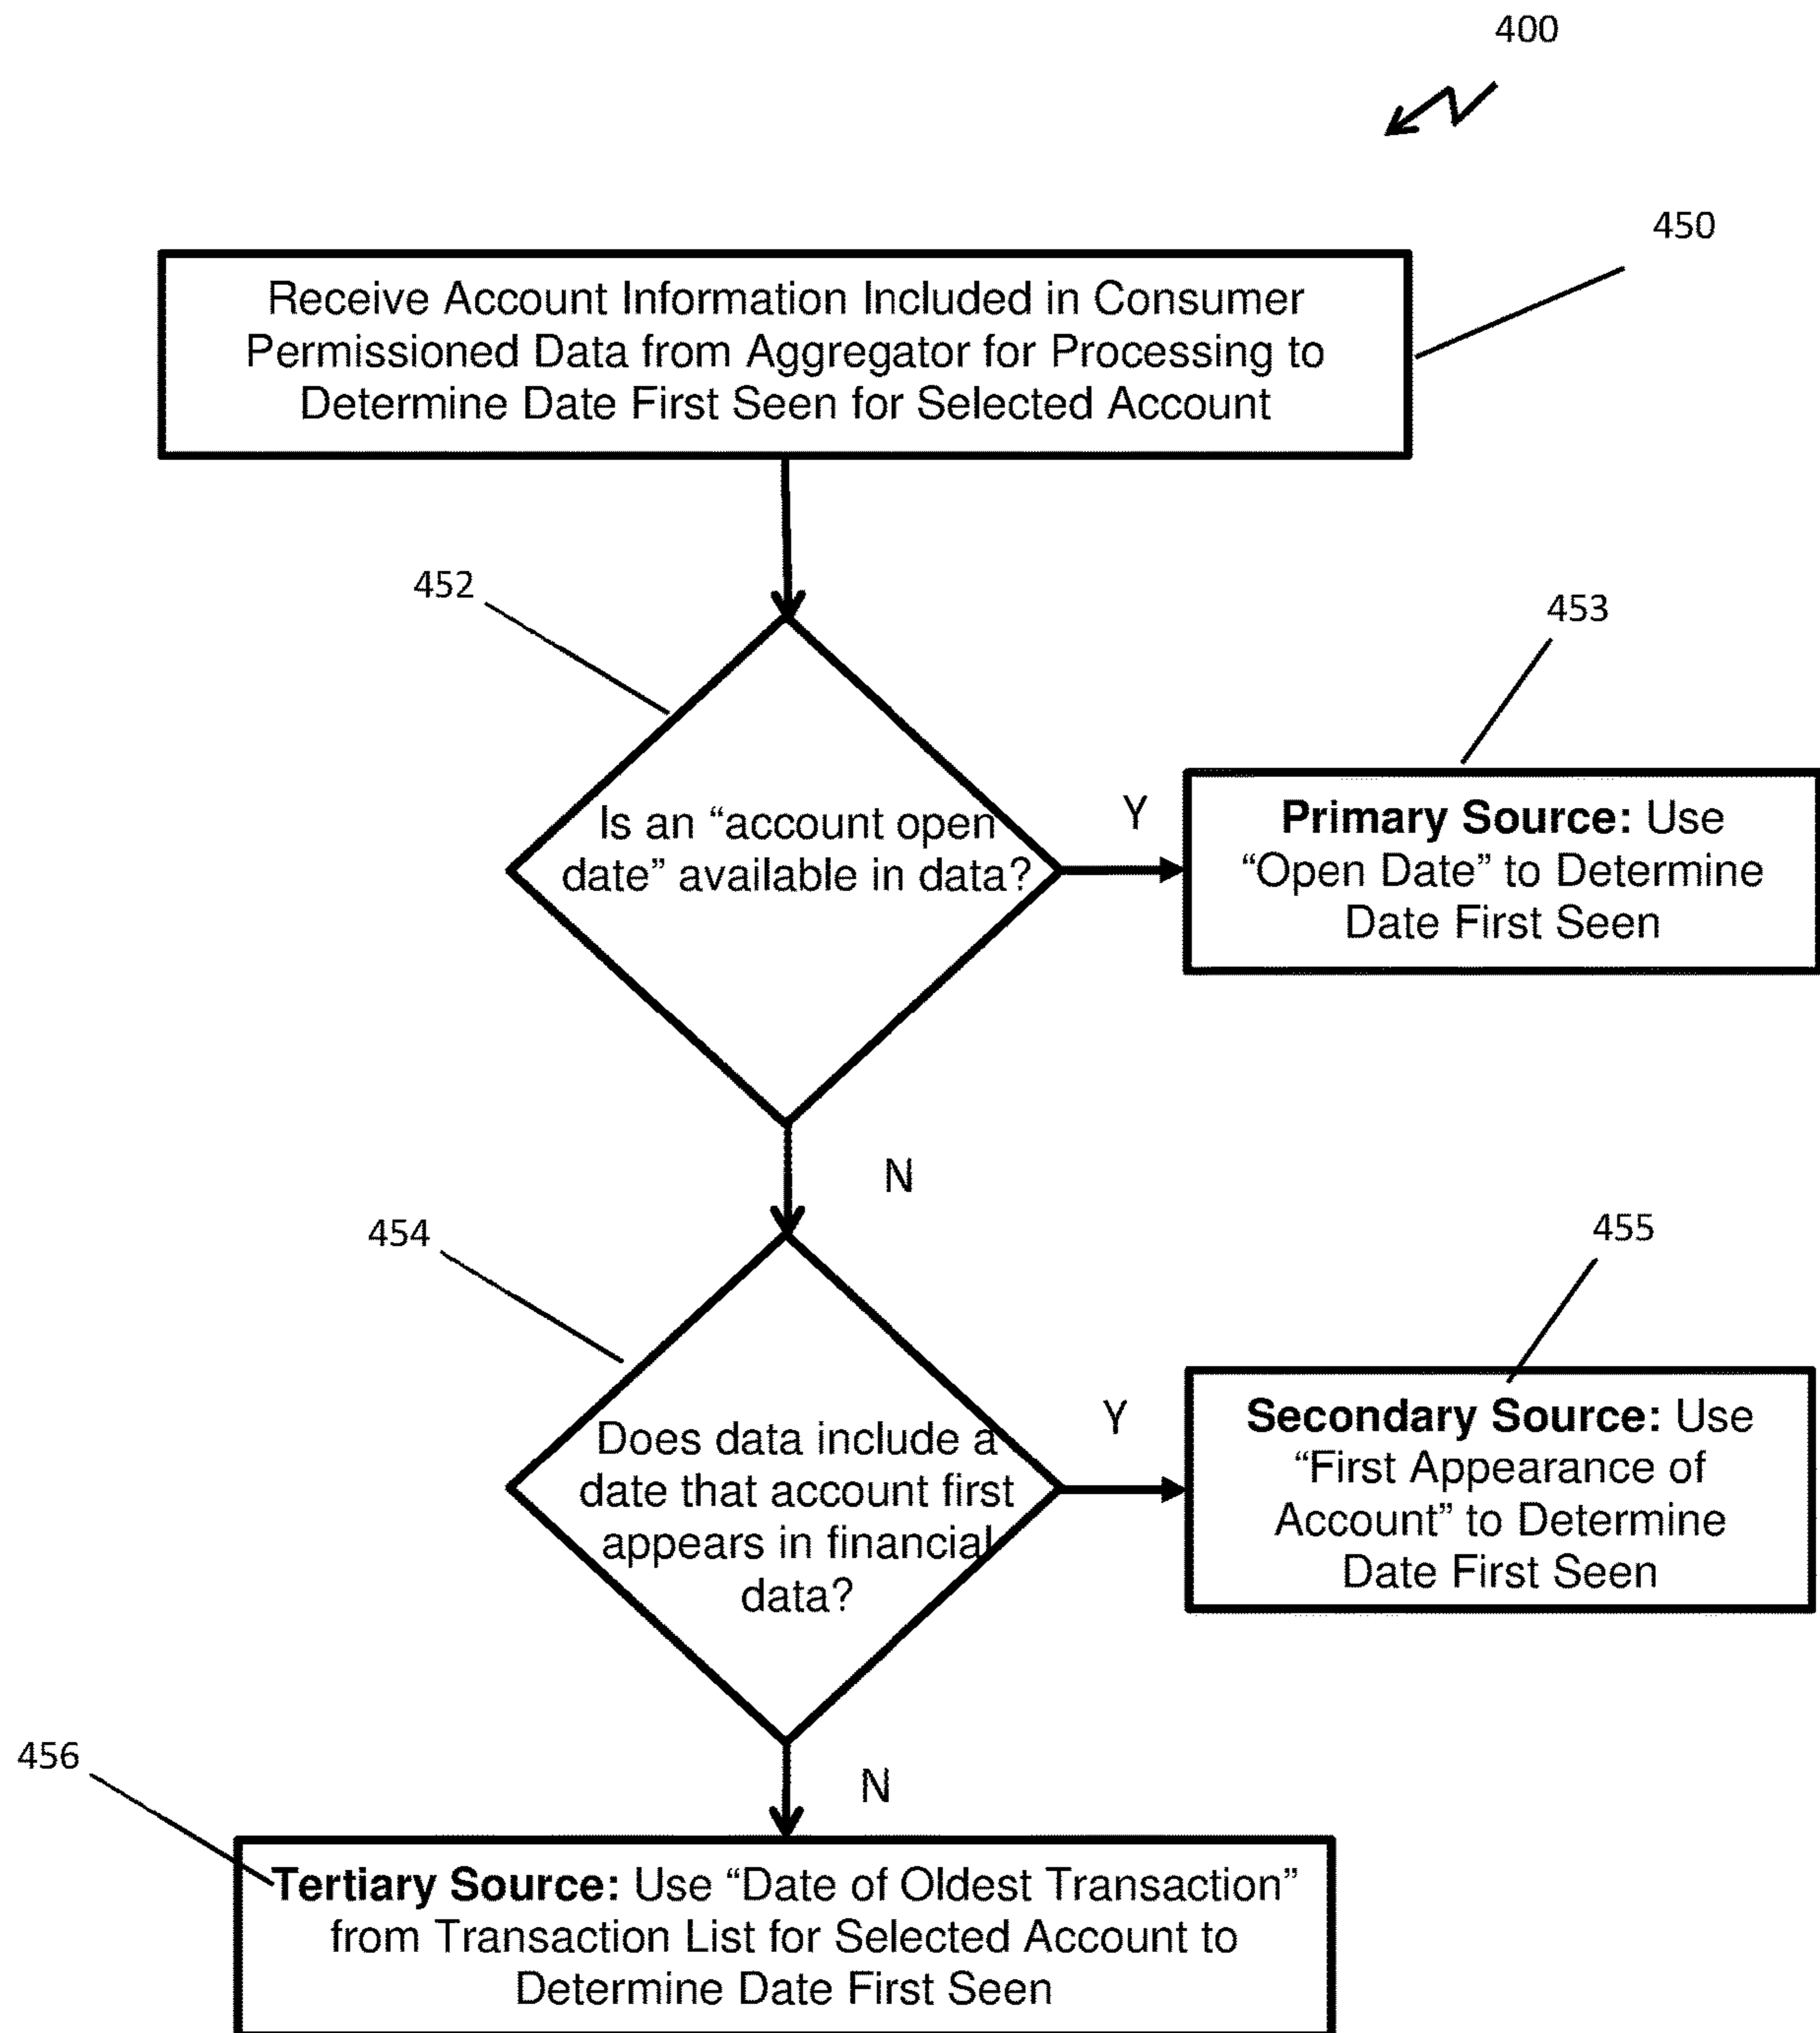 400
450
Receive Account Information Included in Consumer
Permissioned Data from Aggregator for Processing to
Determine Date First Seen for Selected Account
452
453
Is an “account open
date” available in data?
Y
Primary Source: Use
“Open Date” to Determine
Date First Seen
N
454
455
Does data include a
date that account first
appears in financial
data?
Y
Secondary Source: Use
“First Appearance of
Account” to Determine
Date First Seen
456
N
Tertiary Source: Use “Date of Oldest Transaction”
from Transaction List for Selected Account to
Determine Date First Seen